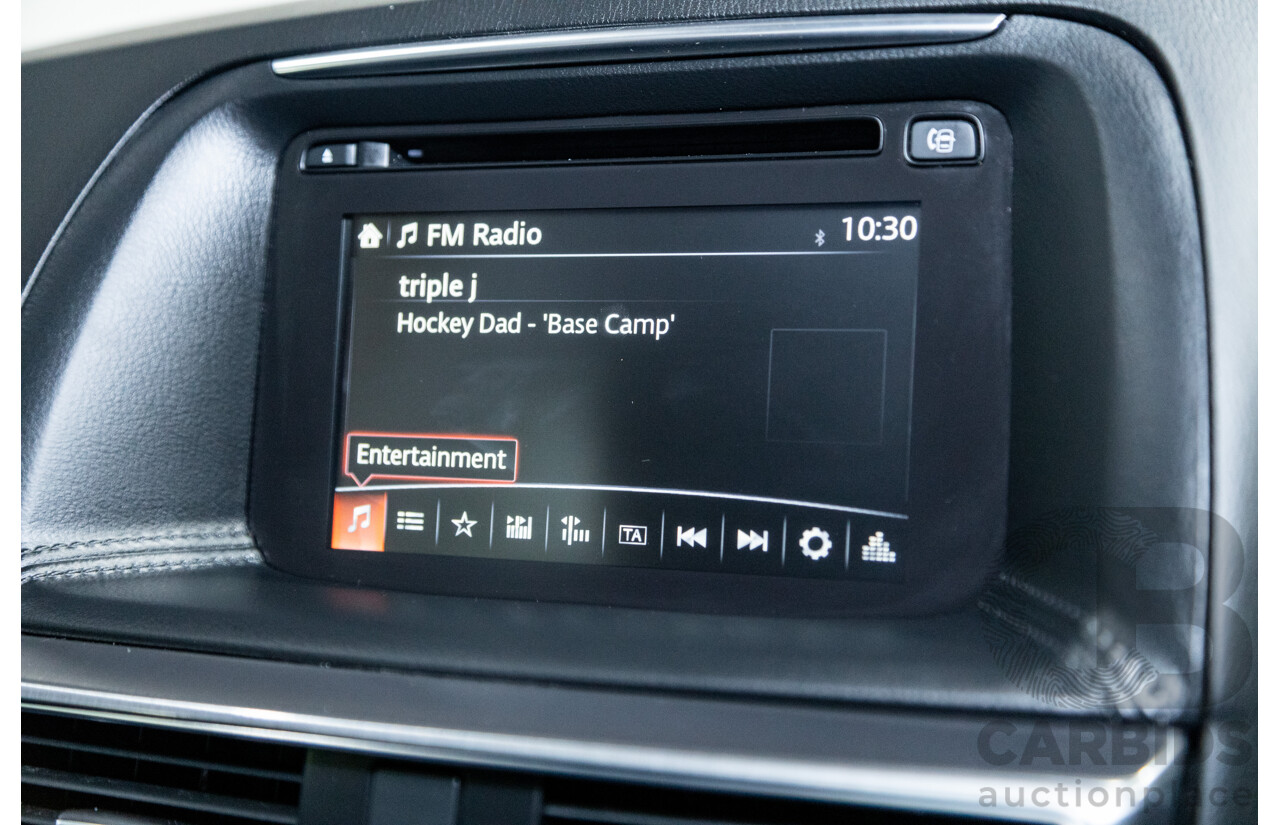 FM Radio 10:30
triple j
Hockey Dad - 'Base Camp'
Entertainment
TA
CARBIDS
auctionplace